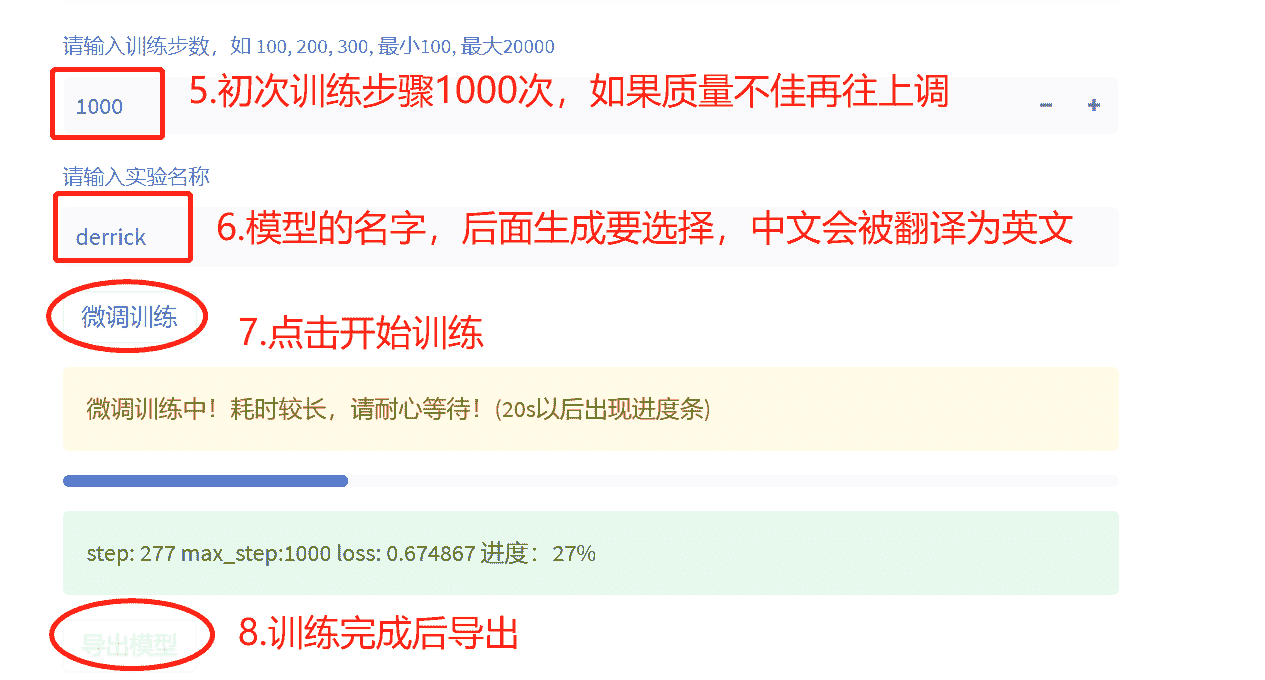 请输入训练步数，如 100, 200, 300, 最小100, 最大20000
1000 5.初次训练步骤1000次，如果质量不佳再往上调 − +
请输入实验名称
derrick 6.模型的名字，后面生成要选择，中文会被翻译为英文
微调训练 7.点击开始训练
微调训练中！耗时较长，请耐心等待！(20s以后出现进度条)
step: 277 max_step:1000 loss: 0.674867 进度：27%
导出模型 8.训练完成后导出